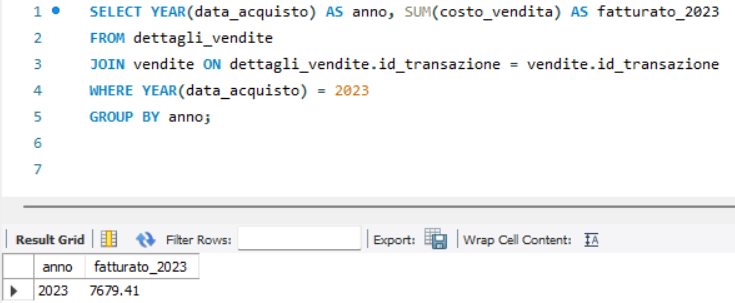 1 SELECT YEAR(data_acquisto) AS anno, SUM(costo_vendita) AS fatturato_2023
2 FROM dettagli_vendite
3 JOIN vendite ON dettagli_vendite.id_transazione = vendite.id_transazione
4 WHERE YEAR(data_acquisto) = 2023
5 GROUP BY anno;
6
7
Result Grid Filter Rows: Export: Wrap Cell Content: IA
anno fatturato_2023
2023 7679.41